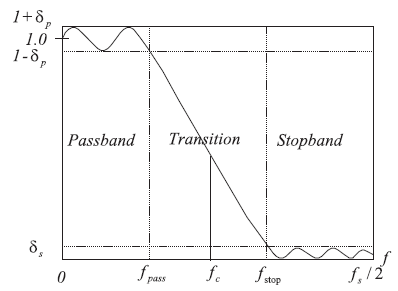 1+δp
1.0
1-δp
Passband Transition Stopband
δs
f
0 fpass fc fstop fs / 2